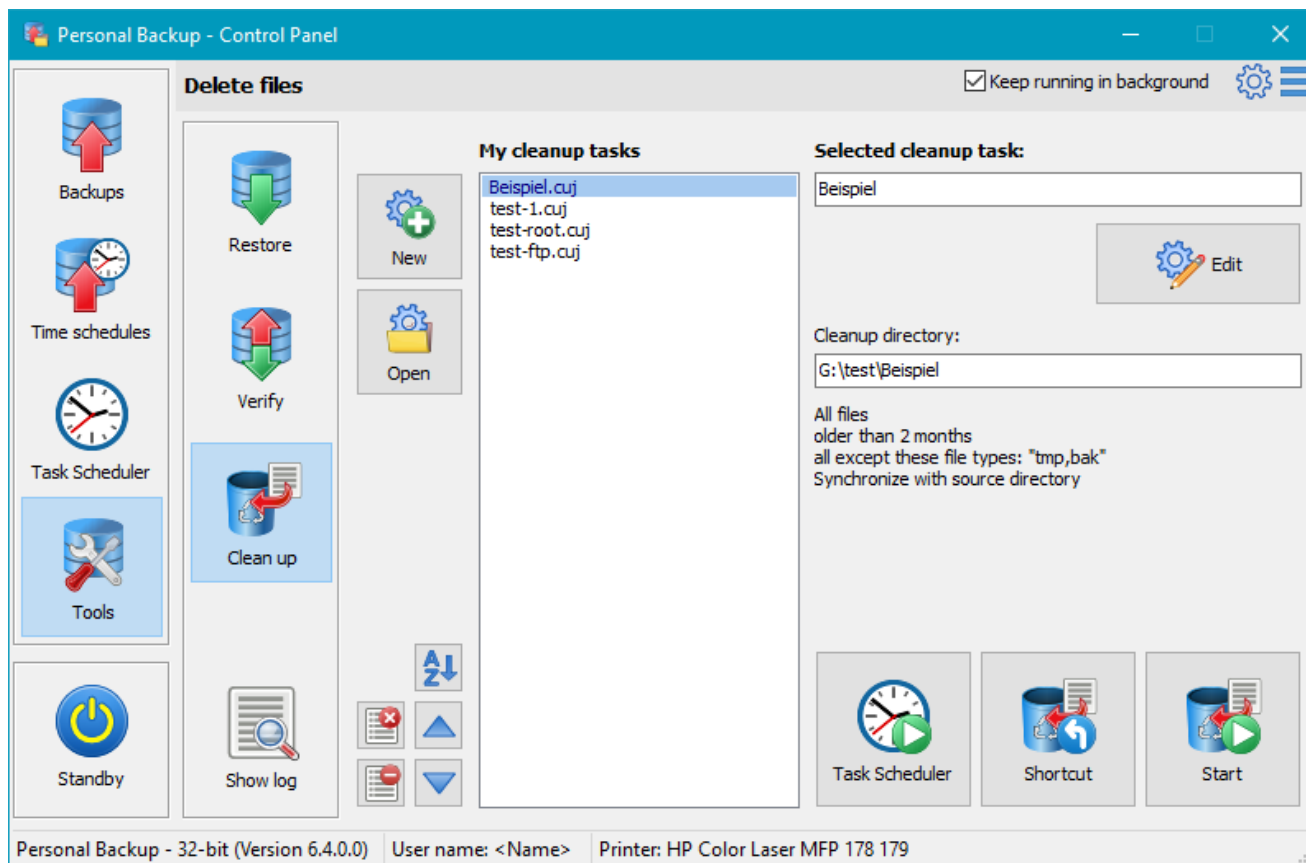 Personal Backup - Control Panel
Delete files
Keep running in background
Backups
Time schedules
Task Scheduler
Tools
Standby
Restore
Verify
Clean up
Show log
New
Open
My cleanup tasks
Beispiel.cuj
test-1.cuj
test-root.cuj
test-ftp.cuj
Selected cleanup task:
Beispiel
Edit
Cleanup directory:
G:\test\Beispiel
All files
older than 2 months
all except these file types: "tmp,bak"
Synchronize with source directory
A
Z
Task Scheduler
Shortcut
Start
Personal Backup - 32-bit (Version 6.4.0.0)
User name: <Name>
Printer: HP Color Laser MFP 178 179